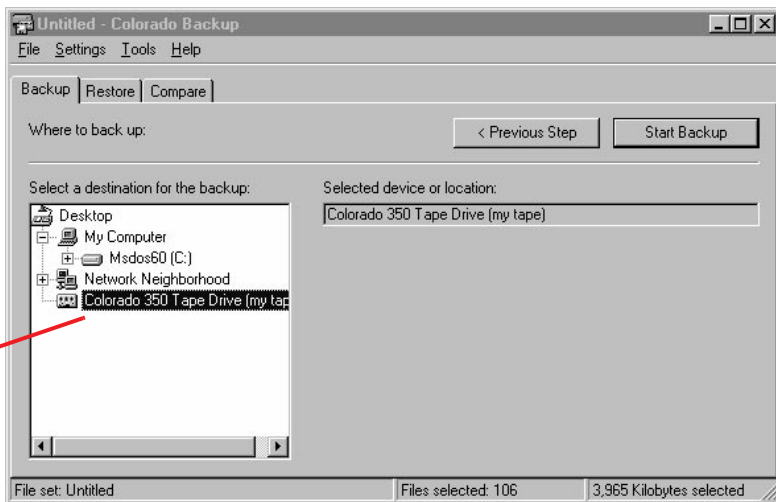 Untitled - Colorado Backup
File Settings Tools Help
Backup Restore Compare
Where to back up:
< Previous Step
Start Backup
Select a destination for the backup:
Selected device or location:
Desktop
Colorado 350 Tape Drive (my tape)
My Computer
Msdos60 (C:)
Network Neighborhood
Colorado 350 Tape Drive (my tap
File set: Untitled
Files selected: 106
3,965 Kilobytes selected